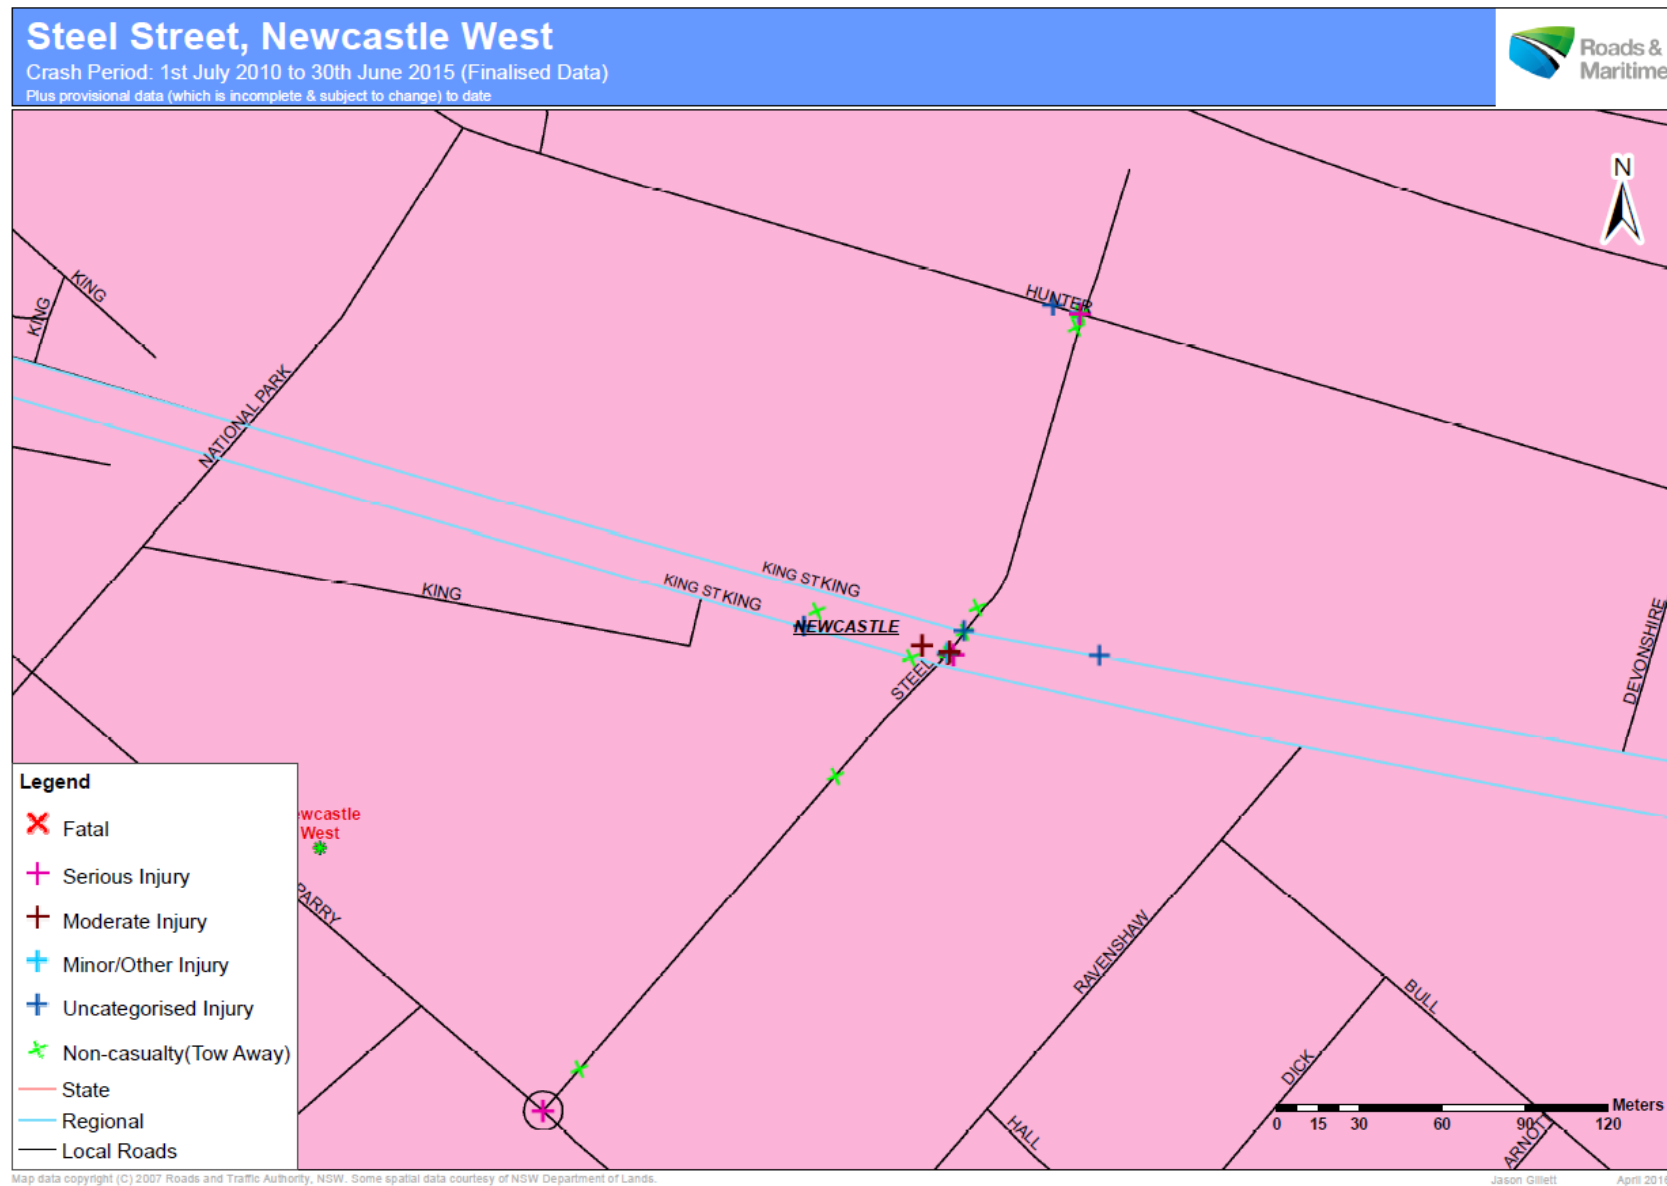 Steel Street, Newcastle West
Crash Period: 1st July 2010 to 30th June 2015 (Finalised Data)
Plus provisional data (which is incomplete & subject to change) to date
Roads &
Maritime
N
HUNTER
KING
KING
NATIONAL PARK
KING ST KING
KING ST KING
KING
NEWCASTLE
STEEL
DEVONSHIRE
Legend
Fatal
Serious Injury
Moderate Injury
Minor/Other Injury
Uncategorised Injury
Non-casualty(Tow Away)
State
Regional
Local Roads
ewcastle
West
PARRY
RAVENSHAW
BULL
DICK
HALL
ARNOTT
Meters
0 15 30 60 90 120
Map data copyright (C) 2007 Roads and Traffic Authority, NSW. Some spatial data courtesy of NSW Department of Lands.
Jason Gillett
April 2016